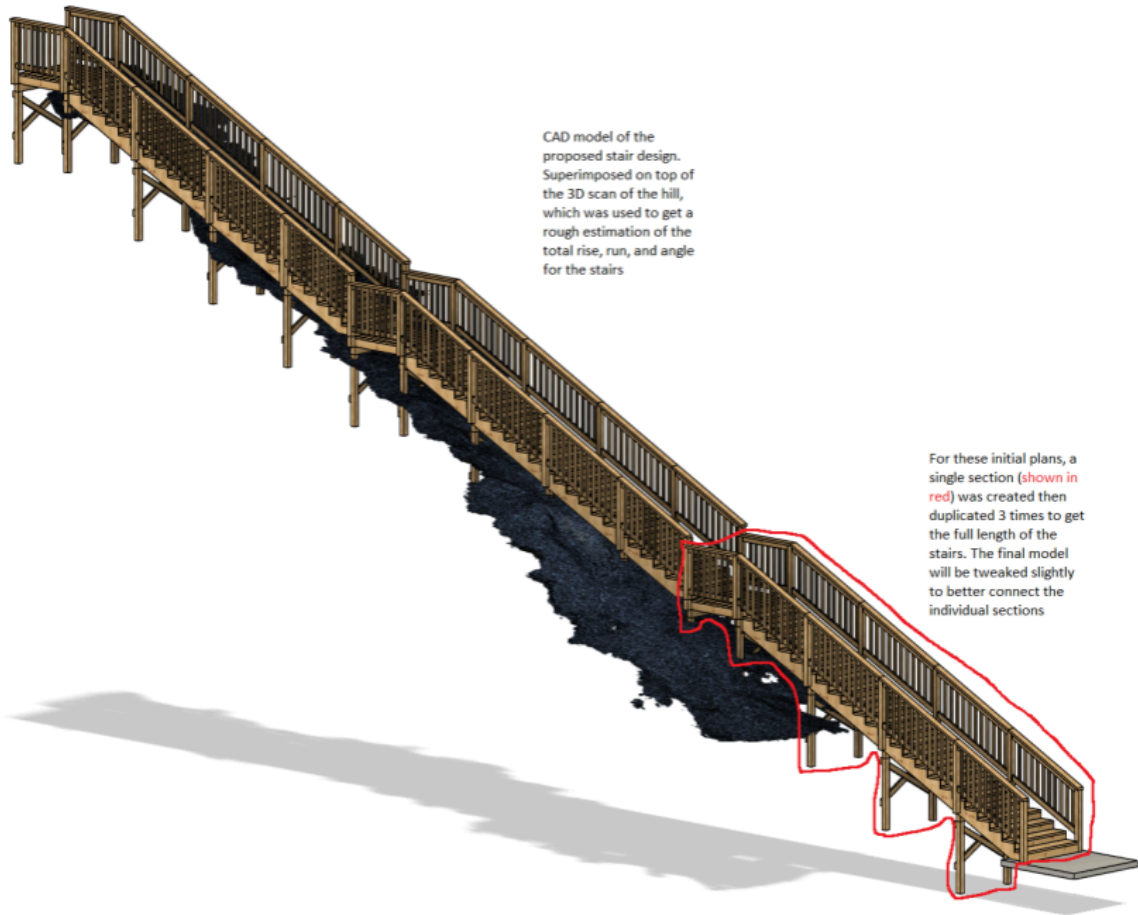 CAD model of the
proposed stair design.
Superimposed on top of
the 3D scan of the hill,
which was used to get a
rough estimation of the
total rise, run, and angle
for the stairs
For these initial plans, a
single section (shown in
red) was created then
duplicated 3 times to get
the full length of the
stairs. The final model
will be tweaked slightly
to better connect the
individual sections